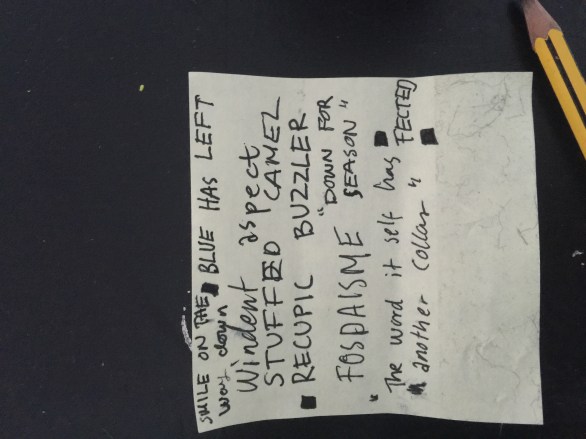 SMILE ON THE BLUE HAS LEFT
way down
Windent aspect
STUFFED CAMEL
RECUPIC BUZZLER
"DOWN FOR
SEASON"
FOSDAISME
"The word it self has FECTED
another collar"